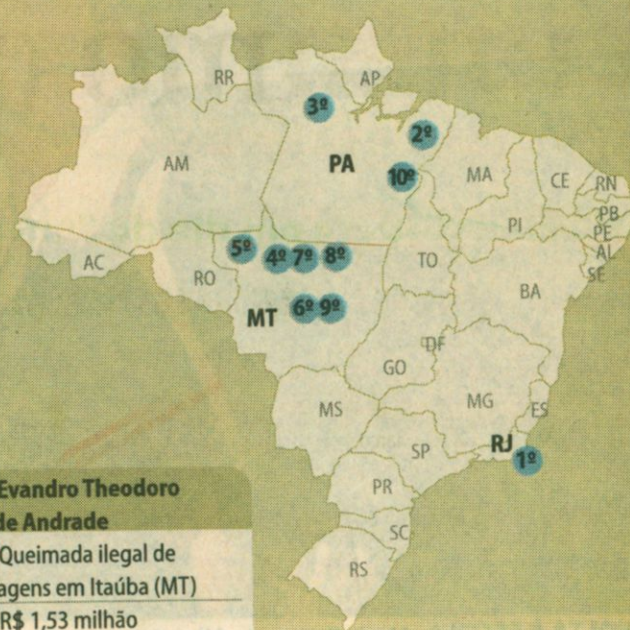 RR
AP
3º
2º
AM
PA
10º
MA
CE
RN
PB
PI
PE
AL
SE
5º
4º
7º
8º
AC
RO
TO
BA
MT
6º
9º
DF
GO
MS
MG
ES
RJ
1º
SP
PR
SC
RS
Evandro Theodoro
de Andrade
Queimada ilegal de
agens em Itaúba (MT)
R$ 1,53 milhão